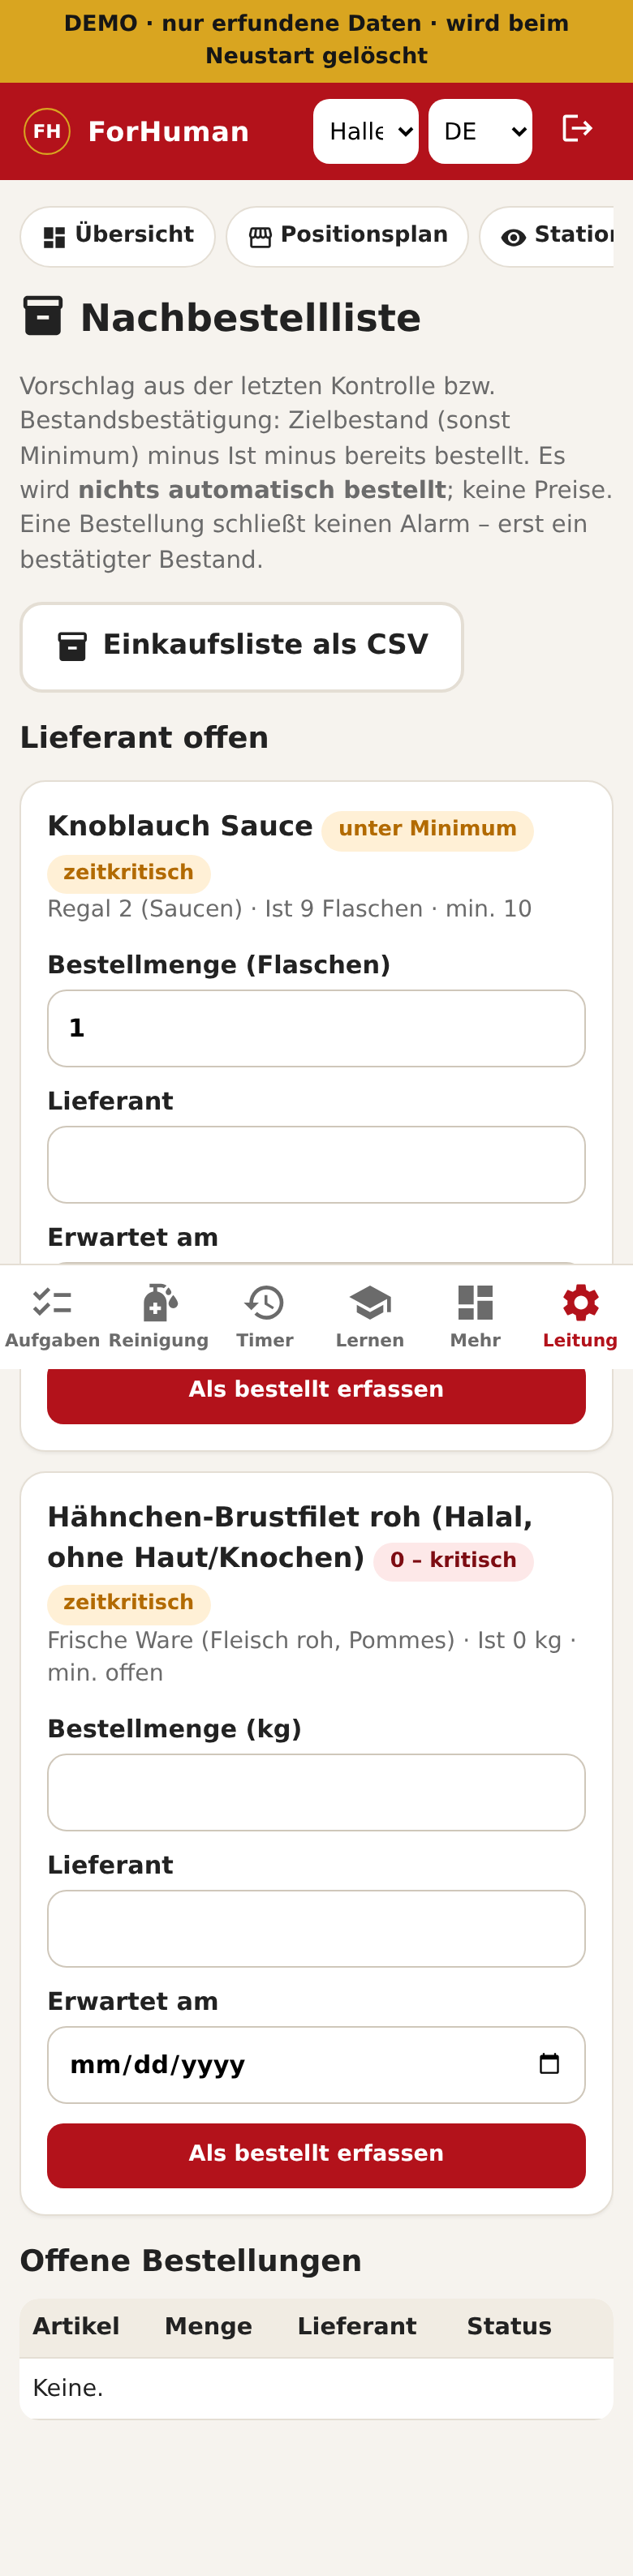 DEMO · nur erfundene Daten · wird beim
Neustart gelöscht
FH ForHuman Halle DE
Übersicht Positionsplan Station
Nachbestellliste
Vorschlag aus der letzten Kontrolle bzw.
Bestandsbestätigung: Zielbestand (sonst
Minimum) minus Ist minus bereits bestellt. Es
wird nichts automatisch bestellt; keine Preise.
Eine Bestellung schließt keinen Alarm – erst ein
bestätigter Bestand.
Einkaufsliste als CSV
Lieferant offen
Knoblauch Sauce unter Minimum
zeitkritisch
Regal 2 (Saucen) · Ist 9 Flaschen · min. 10
Bestellmenge (Flaschen)
1
Lieferant
Erwartet am
Aufgaben Reinigung Timer Lernen Mehr Leitung
Als bestellt erfassen
Hähnchen-Brustfilet roh (Halal,
ohne Haut/Knochen) 0 – kritisch
zeitkritisch
Frische Ware (Fleisch roh, Pommes) · Ist 0 kg ·
min. offen
Bestellmenge (kg)
Lieferant
Erwartet am
mm/dd/yyyy
Als bestellt erfassen
Offene Bestellungen
Artikel Menge Lieferant Status
Keine.